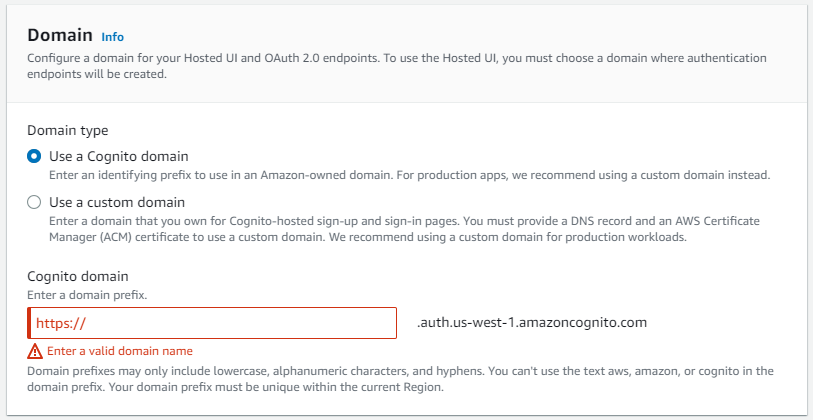 Domain Info
Configure a domain for your Hosted UI and OAuth 2.0 endpoints. To use the Hosted UI, you must choose a domain where authentication
endpoints will be created.
Domain type
Use a Cognito domain
Enter an identifying prefix to use in an Amazon-owned domain. For production apps, we recommend using a custom domain instead.
Use a custom domain
Enter a domain that you own for Cognito-hosted sign-up and sign-in pages. You must provide a DNS record and an AWS Certificate
Manager (ACM) certificate to use a custom domain. We recommend using a custom domain for production workloads.
Cognito domain
Enter a domain prefix.
https:// .auth.us-west-1.amazoncognito.com
Enter a valid domain name
Domain prefixes may only include lowercase, alphanumeric characters, and hyphens. You can't use the text aws, amazon, or cognito in the
domain prefix. Your domain prefix must be unique within the current Region.